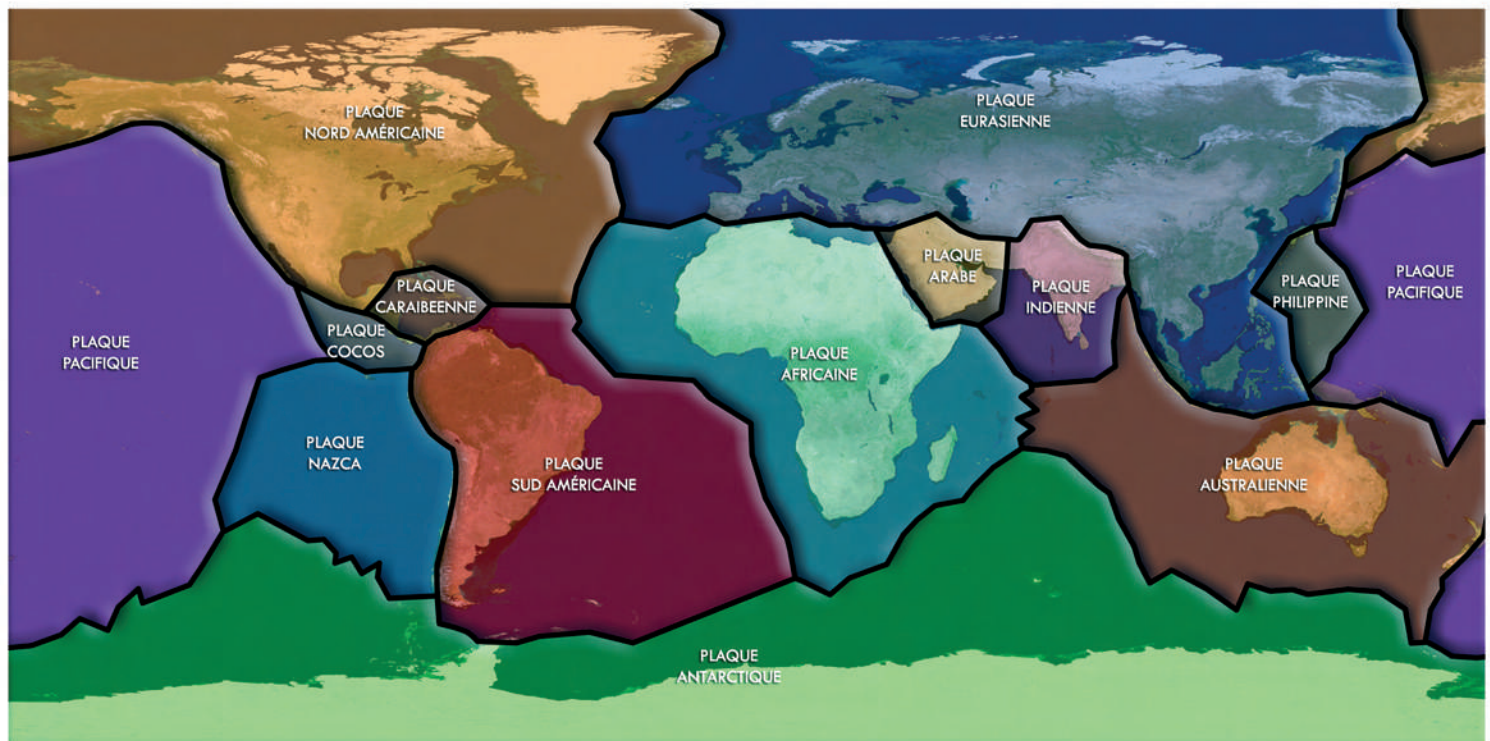 PLAQUE
NORD AMÉRICAINE
PLAQUE
EURASIENNE
PLAQUE
ARABE
PLAQUE
INDIENNE
PLAQUE
PHILIPPINE
PLAQUE
PACIFIQUE
PLAQUE
CARAIBEENNE
PLAQUE
COCOS
PLAQUE
PACIFIQUE
PLAQUE
AFRICAINE
PLAQUE
NAZCA
PLAQUE
SUD AMÉRICAINE
PLAQUE
AUSTRALIENNE
PLAQUE
ANTARCTIQUE